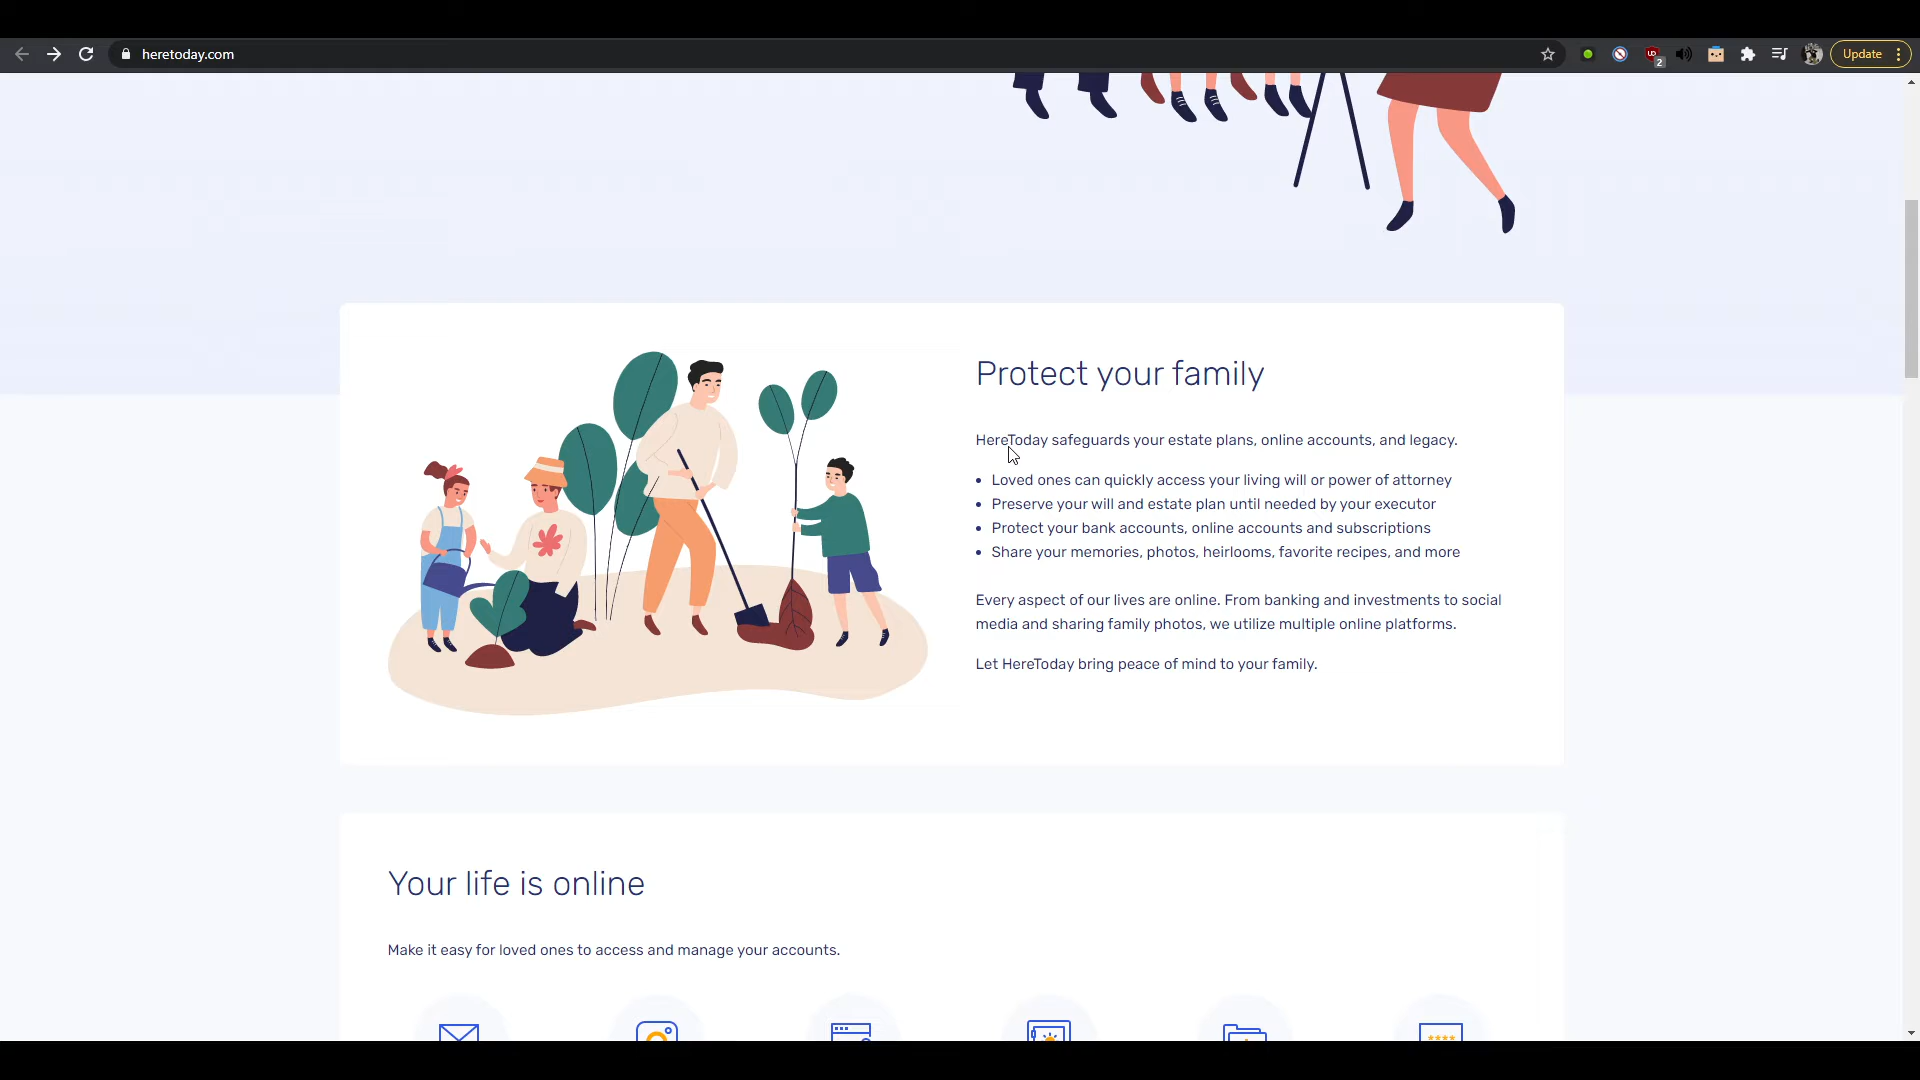 heretoday.com
2
Update
Protect your family
HereToday safeguards your estate plans, online accounts, and legacy.
• Loved ones can quickly access your living will or power of attorney
• Preserve your will and estate plan until needed by your executor
• Protect your bank accounts, online accounts and subscriptions
• Share your memories, photos, heirlooms, favorite recipes, and more
Every aspect of our lives are online. From banking and investments to social
media and sharing family photos, we utilize multiple online platforms.
Let HereToday bring peace of mind to your family.
Your life is online
Make it easy for loved ones to access and manage your accounts.
****